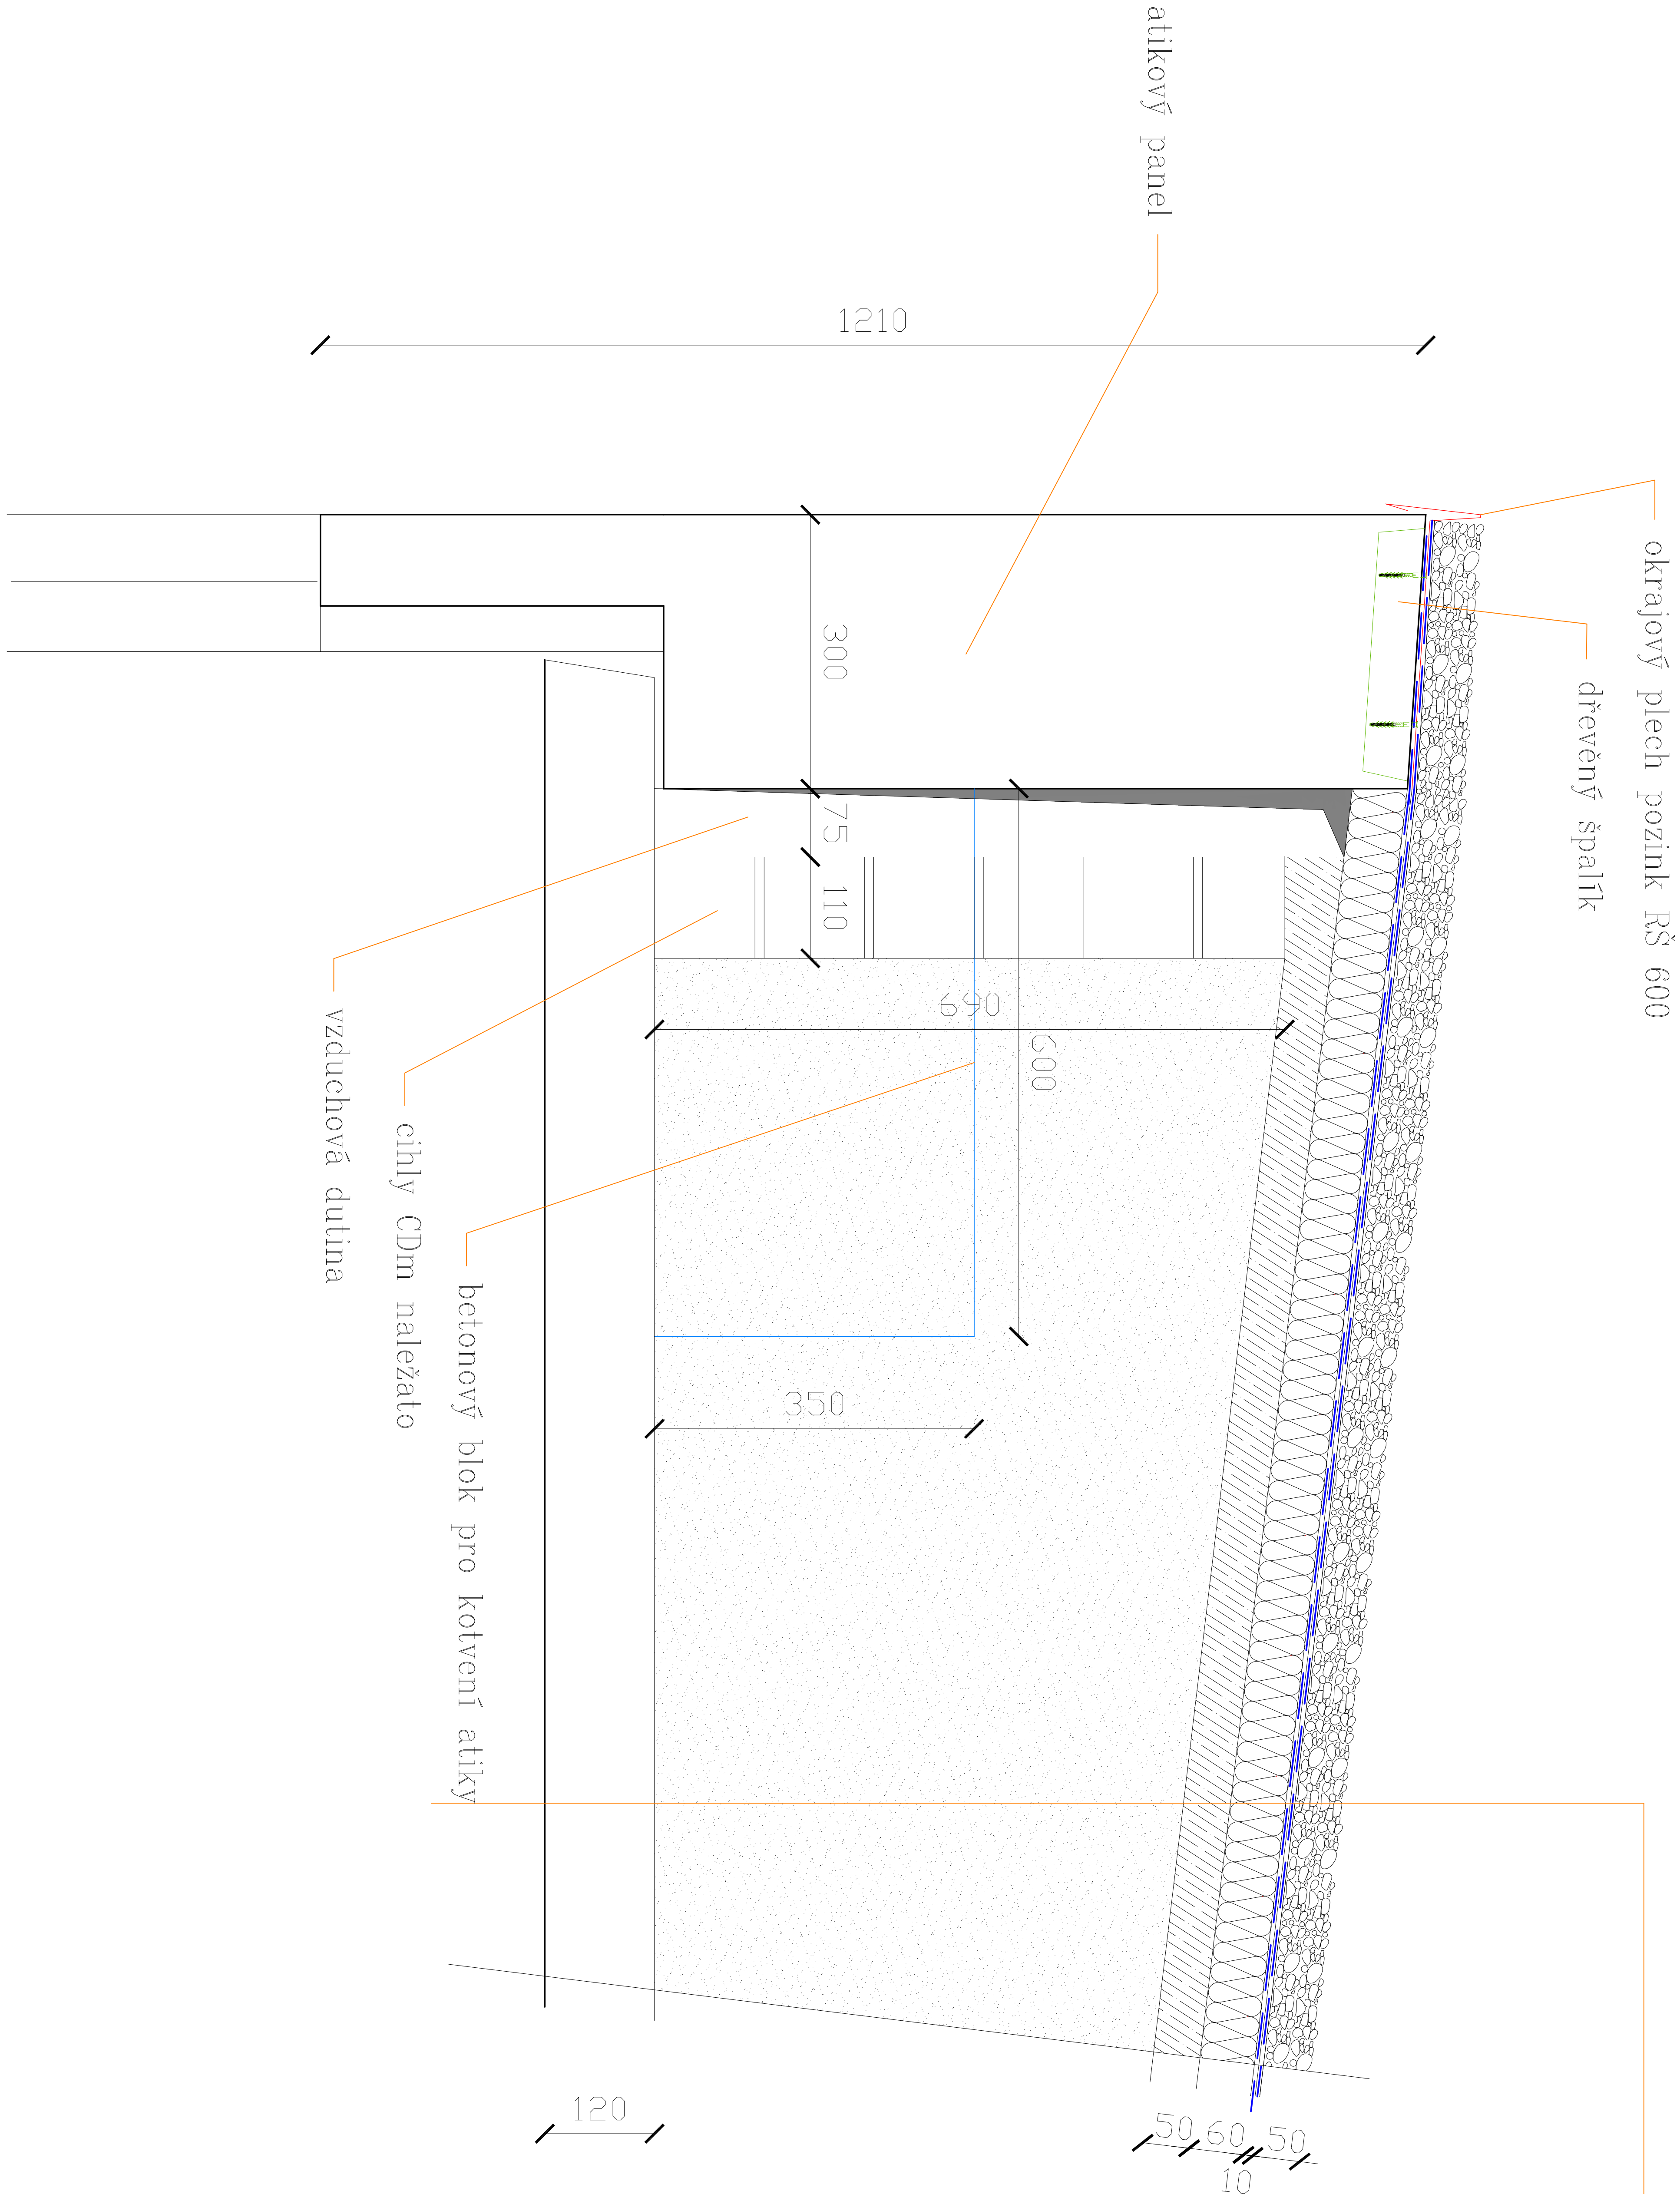 okrajový plech pozink RŠ 600
dřevěný špalík
atikový panel
1210
300
75
110
690
600
350
betonový blok pro kotvení atiky
cihly CDm naležato
vzduchová dutina
120
50
60
10
50